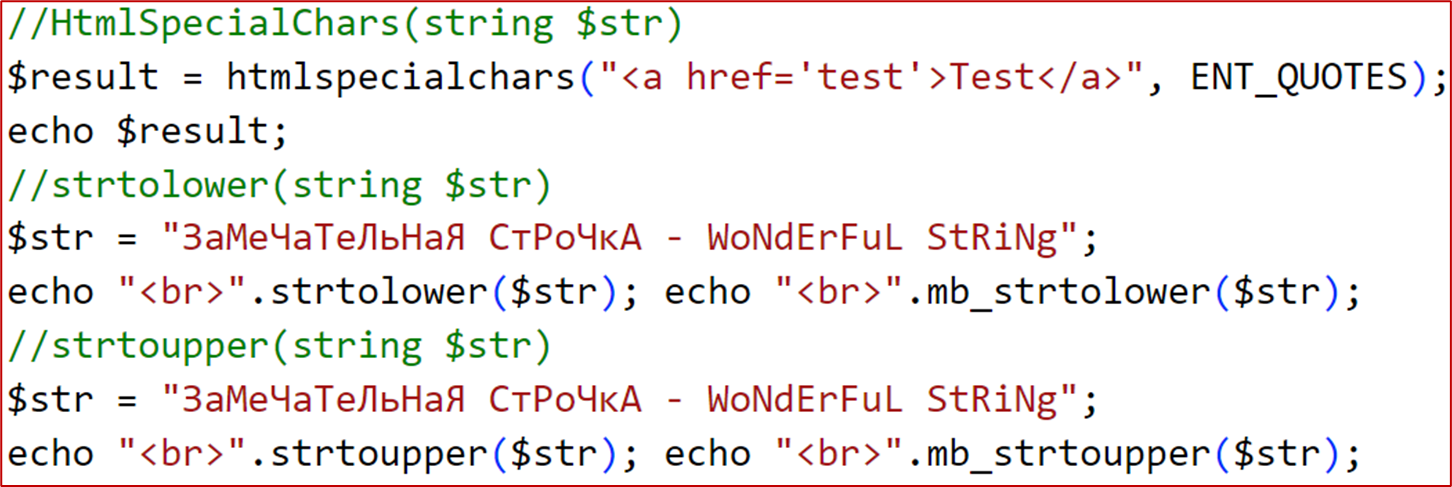 //HtmlSpecialChars(string $str)
$result = htmlspecialchars("<a href='test'>Test</a>", ENT_QUOTES);
echo $result;
//strtolower(string $str)
$str = "ЗаМеЧаТеЛьНаЯ СтРоЧкА - WoNdErFuL StRiNg";
echo "<br>".strtolower($str); echo "<br>".mb_strtolower($str);
//strtoupper(string $str)
$str = "ЗаМеЧаТеЛьНаЯ СтРоЧкА - WoNdErFuL StRiNg";
echo "<br>".strtoupper($str); echo "<br>".mb_strtoupper($str);